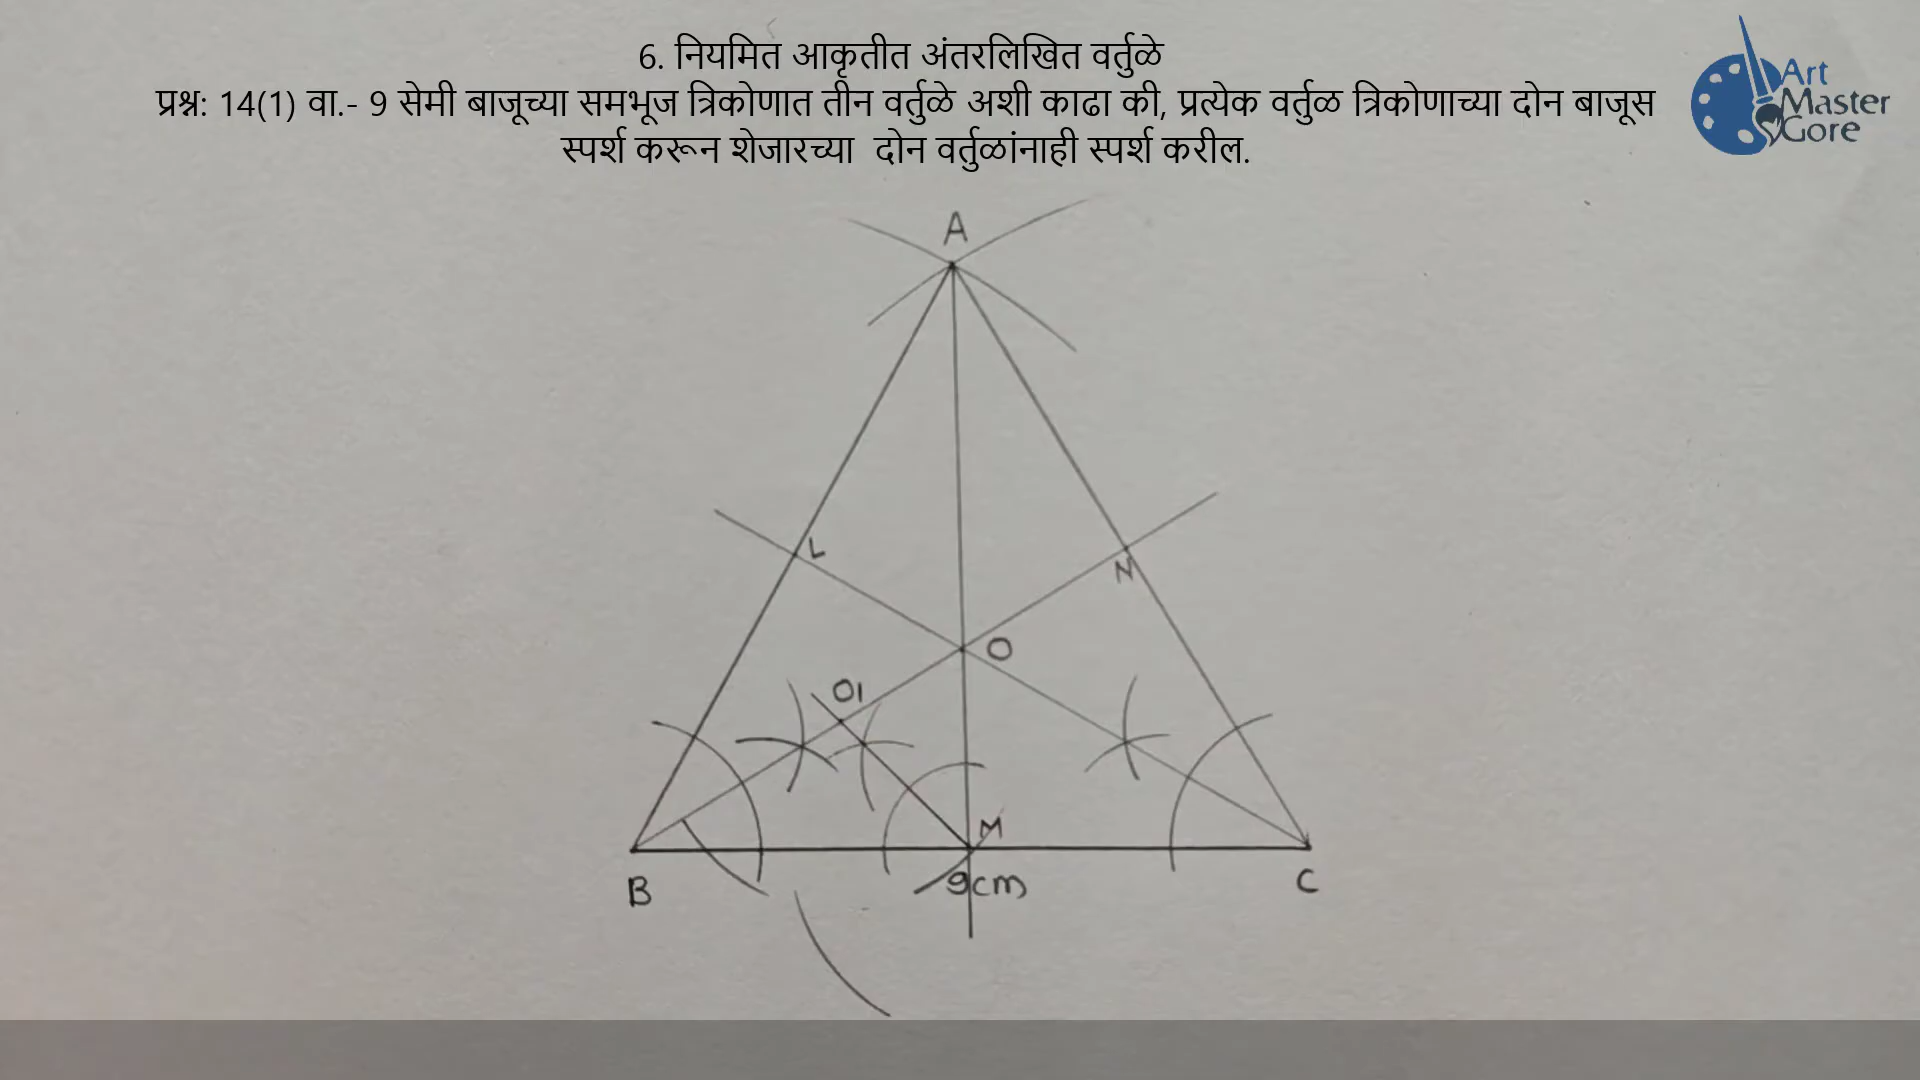 6. नियमित आकृतीत अंतरलिखित वर्तुळे
प्रश्न: 14(1) वा.- 9 सेमी बाजूच्या समभूज त्रिकोणात तीन वर्तुळे अशी काढा की, प्रत्येक वर्तुळ त्रिकोणाच्या दोन बाजूस
स्पर्श करून शेजारच्या दोन वर्तुळांनाही स्पर्श करील.
Art
Master
Gore
A
L
N
O
O1
M
B
9cm
C